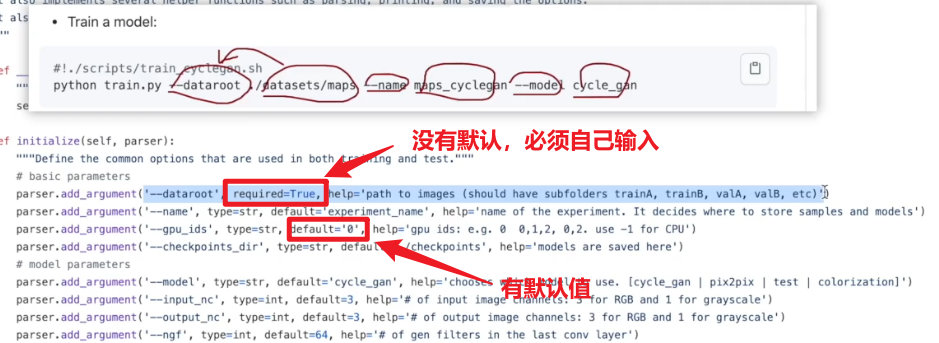 t also implements several helper functions such as parsing, printing, and saving the options.
t als
"""
ef
"""
se
• Train a model:
#!./scripts/train_cyclegan.sh
python train.py --dataroot ./datasets/maps --name maps_cyclegan --model cycle_gan
没有默认，必须自己输入
ef initialize(self, parser):
"""Define the common options that are used in both training and test."""
# basic parameters
parser.add_argument('--dataroot', required=True, help='path to images (should have subfolders trainA, trainB, valA, valB, etc)')
parser.add_argument('--name', type=str, default='experiment_name', help='name of the experiment. It decides where to store samples and models')
parser.add_argument('--gpu_ids', type=str, default='0', help='gpu ids: e.g. 0  0,1,2, 0,2. use -1 for CPU')
parser.add_argument('--checkpoints_dir', type=str, default='./checkpoints', help='models are saved here')
有默认值
# model parameters
parser.add_argument('--model', type=str, default='cycle_gan', help='chooses which model to use. [cycle_gan | pix2pix | test | colorization]')
parser.add_argument('--input_nc', type=int, default=3, help='# of input image channels: 3 for RGB and 1 for grayscale')
parser.add_argument('--output_nc', type=int, default=3, help='# of output image channels: 3 for RGB and 1 for grayscale')
parser.add_argument('--ngf', type=int, default=64, help='# of gen filters in the last conv layer')